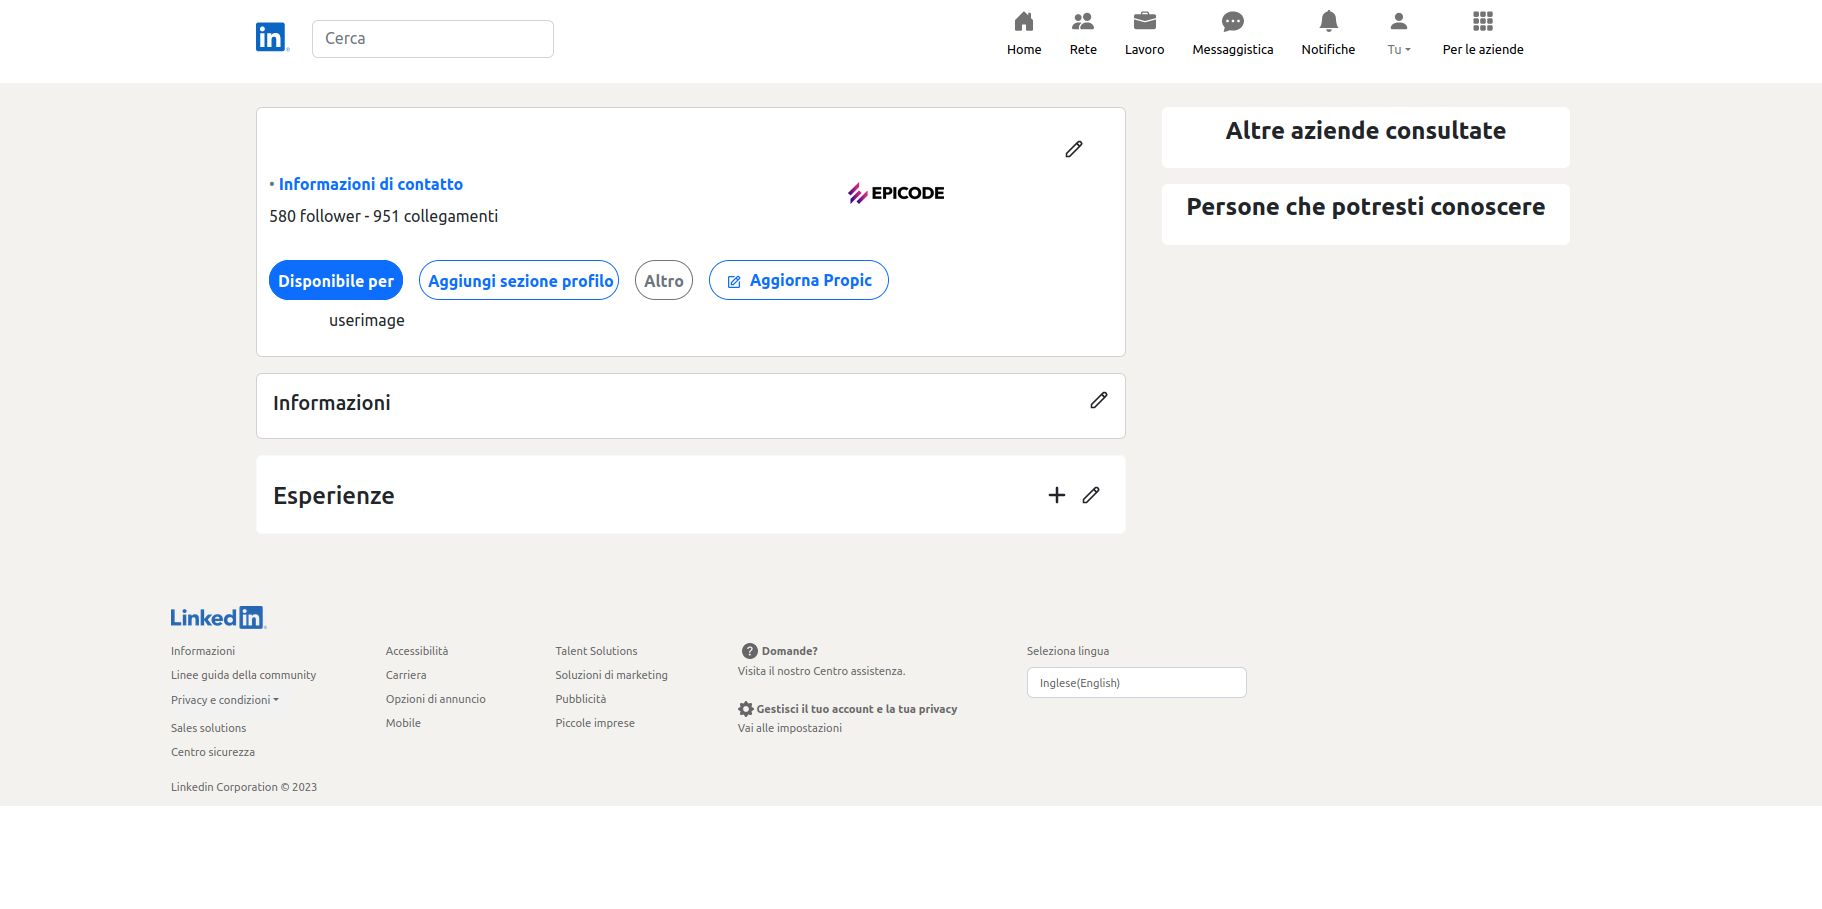 in
Cerca
Home
Rete
Lavoro
Messaggistica
Notifiche
Tu
Per le aziende
• Informazioni di contatto
EPICODE
580 follower - 951 collegamenti
Disponibile per
Aggiungi sezione profilo
Altro
Aggiorna Propic
userimage
Informazioni
Esperienze
Altre aziende consultate
Persone che potresti conoscere
Linked in
Informazioni
Linee guida della community
Privacy e condizioni
Sales solutions
Centro sicurezza
Accessibilità
Carriera
Opzioni di annuncio
Mobile
Talent Solutions
Soluzioni di marketing
Pubblicità
Piccole imprese
Domande?
Visita il nostro Centro assistenza.
Gestisci il tuo account e la tua privacy
Vai alle impostazioni
Seleziona lingua
Inglese(English)
Linkedin Corporation © 2023